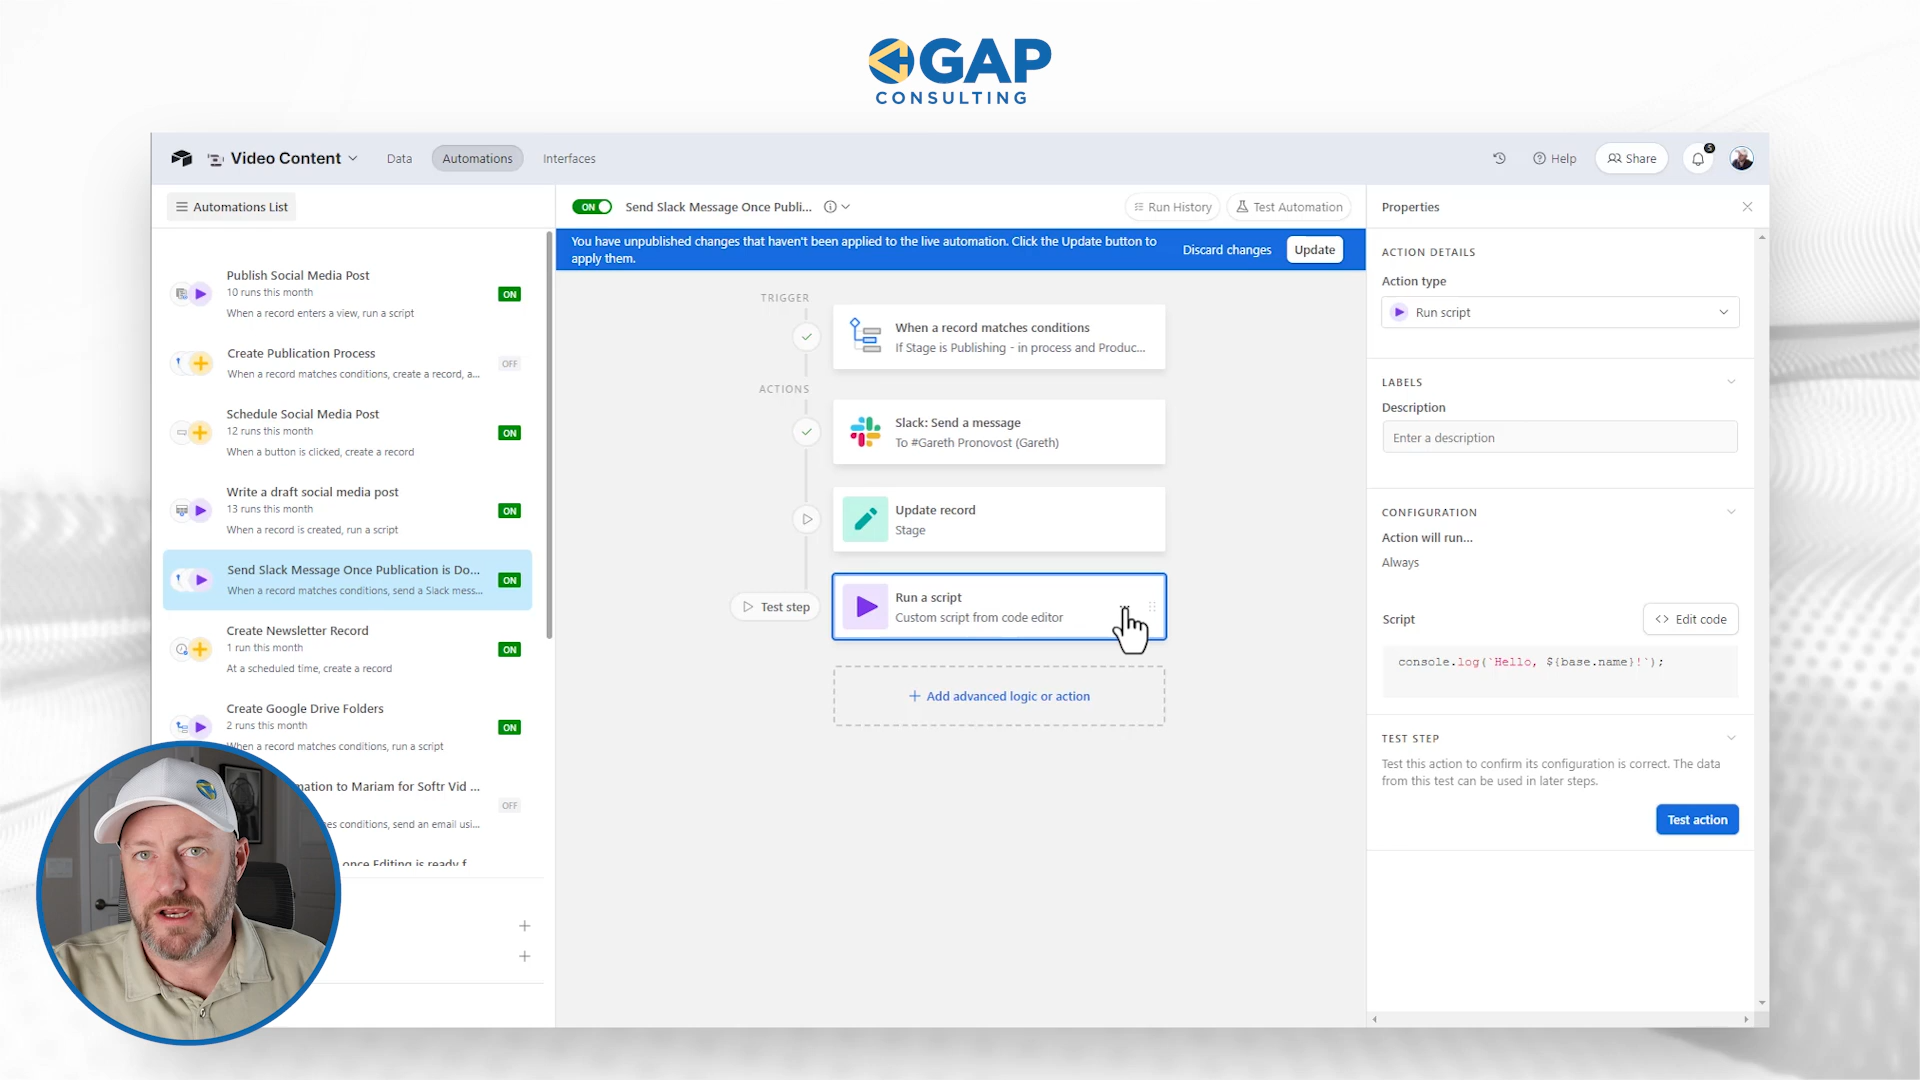 GAP
CONSULTING
Video Content
Data
Automations
Interfaces
Help
Share
5
Automations List
ON
Send Slack Message Once Publi...
Run History
Test Automation
Properties
You have unpublished changes that haven't been applied to the live automation. Click the Update button to
apply them.
Discard changes
Update
Publish Social Media Post
10 runs this month
When a record enters a view, run a script
ON
Create Publication Process
When a record matches conditions, create a record, a...
OFF
Schedule Social Media Post
12 runs this month
When a button is clicked, create a record
ON
Write a draft social media post
13 runs this month
When a record is created, run a script
ON
Send Slack Message Once Publication is Do...
When a record matches conditions, send a Slack mess...
ON
Create Newsletter Record
1 run this month
At a scheduled time, create a record
ON
Create Google Drive Folders
2 runs this month
When a record matches conditions, run a script
ON
to Mariam for Softr Vid ...
conditions, send an email usi...
OFF
once Editing is ready f
TRIGGER
When a record matches conditions
If Stage is Publishing - in process and Produc...
ACTIONS
Slack: Send a message
To #Gareth Pronovost (Gareth)
Update record
Stage
Test step
Run a script
Custom script from code editor
Add advanced logic or action
ACTION DETAILS
Action type
Run script
LABELS
Description
Enter a description
CONFIGURATION
Action will run...
Always
Script
Edit code
console.log(`Hello, ${base.name}!`);
TEST STEP
Test this action to confirm its configuration is correct. The data
from this test can be used in later steps.
Test action